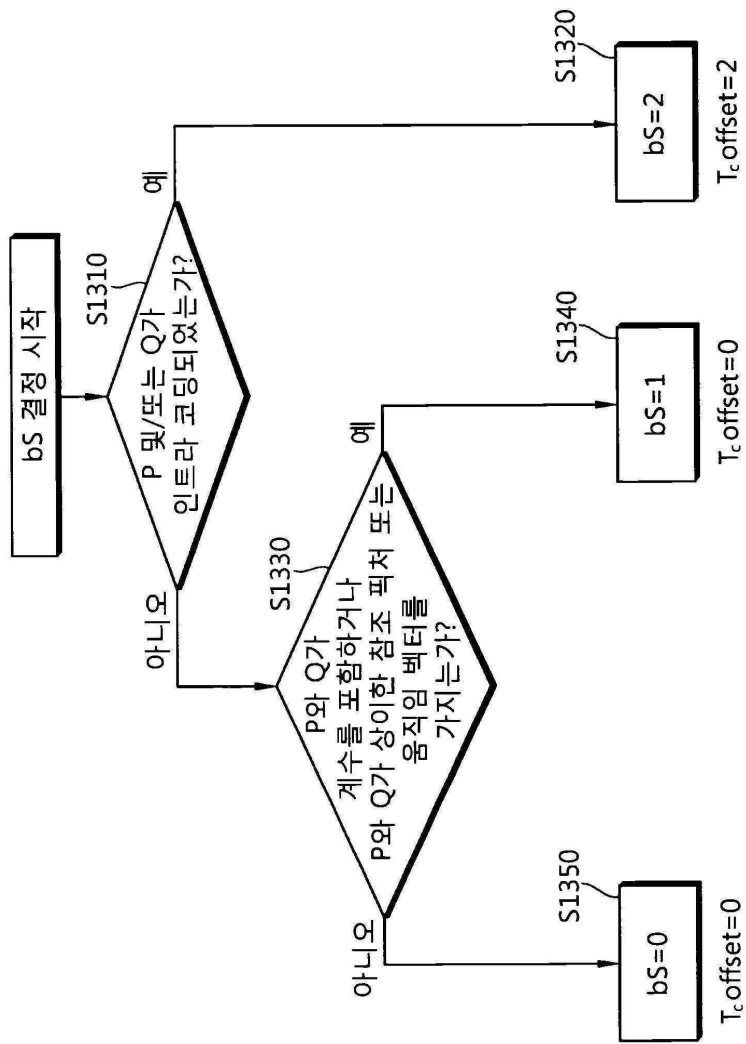 bS 결정 시작
S1310
P 및/또는 Q가
인트라 코딩되었는가?
아니오
예
S1330
P와 Q가
계수를 포함하거나
P와 Q가 상이한 참조 픽처 또는
움직임 벡터를
가지는가?
아니오
예
S1350
bS=0
T_c offset=0
S1340
bS=1
T_c offset=0
S1320
bS=2
T_c offset=2